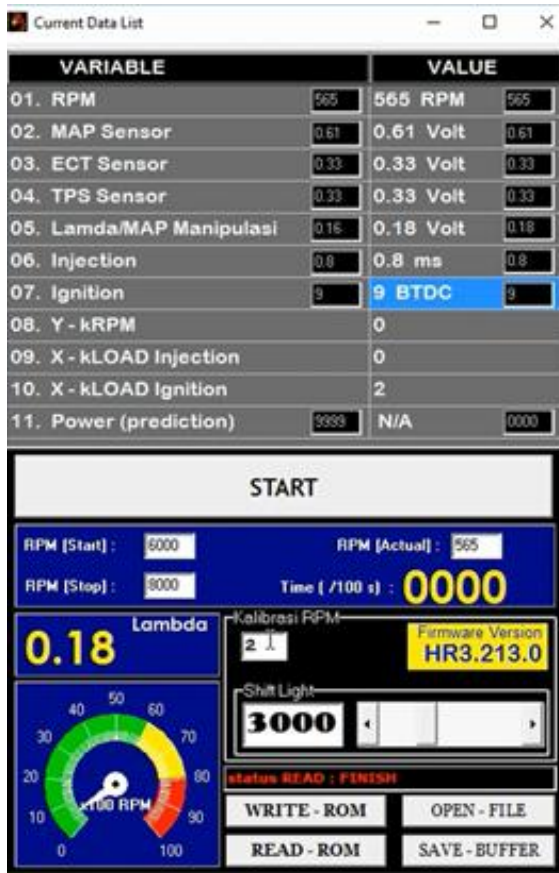 Current Data List
VARIABLE VALUE
01. RPM 565 565 RPM 565
02. MAP Sensor 0.61 0.61 Volt 0.61
03. ECT Sensor 0.33 0.33 Volt 0.33
04. TPS Sensor 0.33 0.33 Volt 0.33
05. Lamda/MAP Manipulasi 0.16 0.18 Volt 0.18
06. Injection 0.8 0.8 ms 0.8
07. Ignition 9 9 BTDC 9
08. Y - kRPM 0
09. X - kLOAD Injection 0
10. X - kLOAD Ignition 2
11. Power (prediction) 9999 N/A 0000
START
RPM [Start] : 6000 RPM [Actual] : 565
RPM [Stop] : 8000 Time ( /100 s) : 0000
Lambda
0.18
Kalibrasi RPM
2
Firmware Version
HR3.213.0
Shift Light
3000
0 10 20 30 40 50 60 70 80 90 100
x100 RPM
status READ : FINISH
WRITE - ROM OPEN - FILE
READ - ROM SAVE - BUFFER